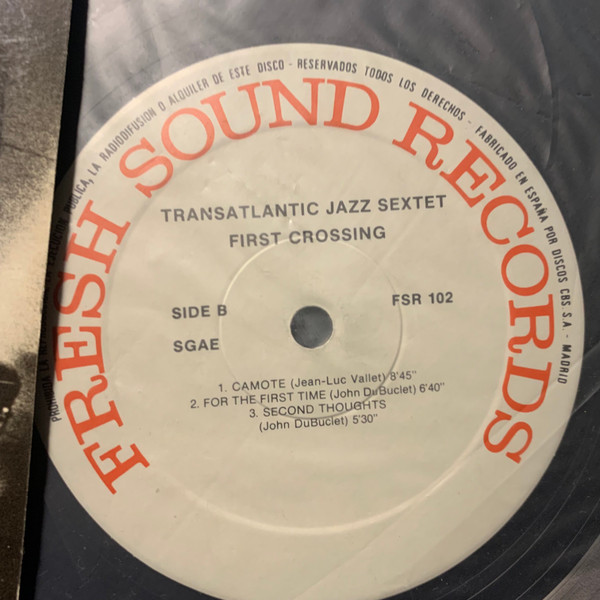 FRESH SOUND RECORDS
PUBLICA, LA RADIODIFUSION O ALQUILER DE ESTE DISCO - RESERVADOS TODOS LOS DERECHOS - FABRICADO EN ESPAÑA POR DISCOS CBS S.A. - MADRID
TRANSATLANTIC JAZZ SEXTET
FIRST CROSSING
SIDE B
FSR 102
SGAE
1. CAMOTE (Jean-Luc Vallet) 8'45"
2. FOR THE FIRST TIME (John DuBuclet) 6'40"
3. SECOND THOUGHTS
(John DuBuclet) 5'30"